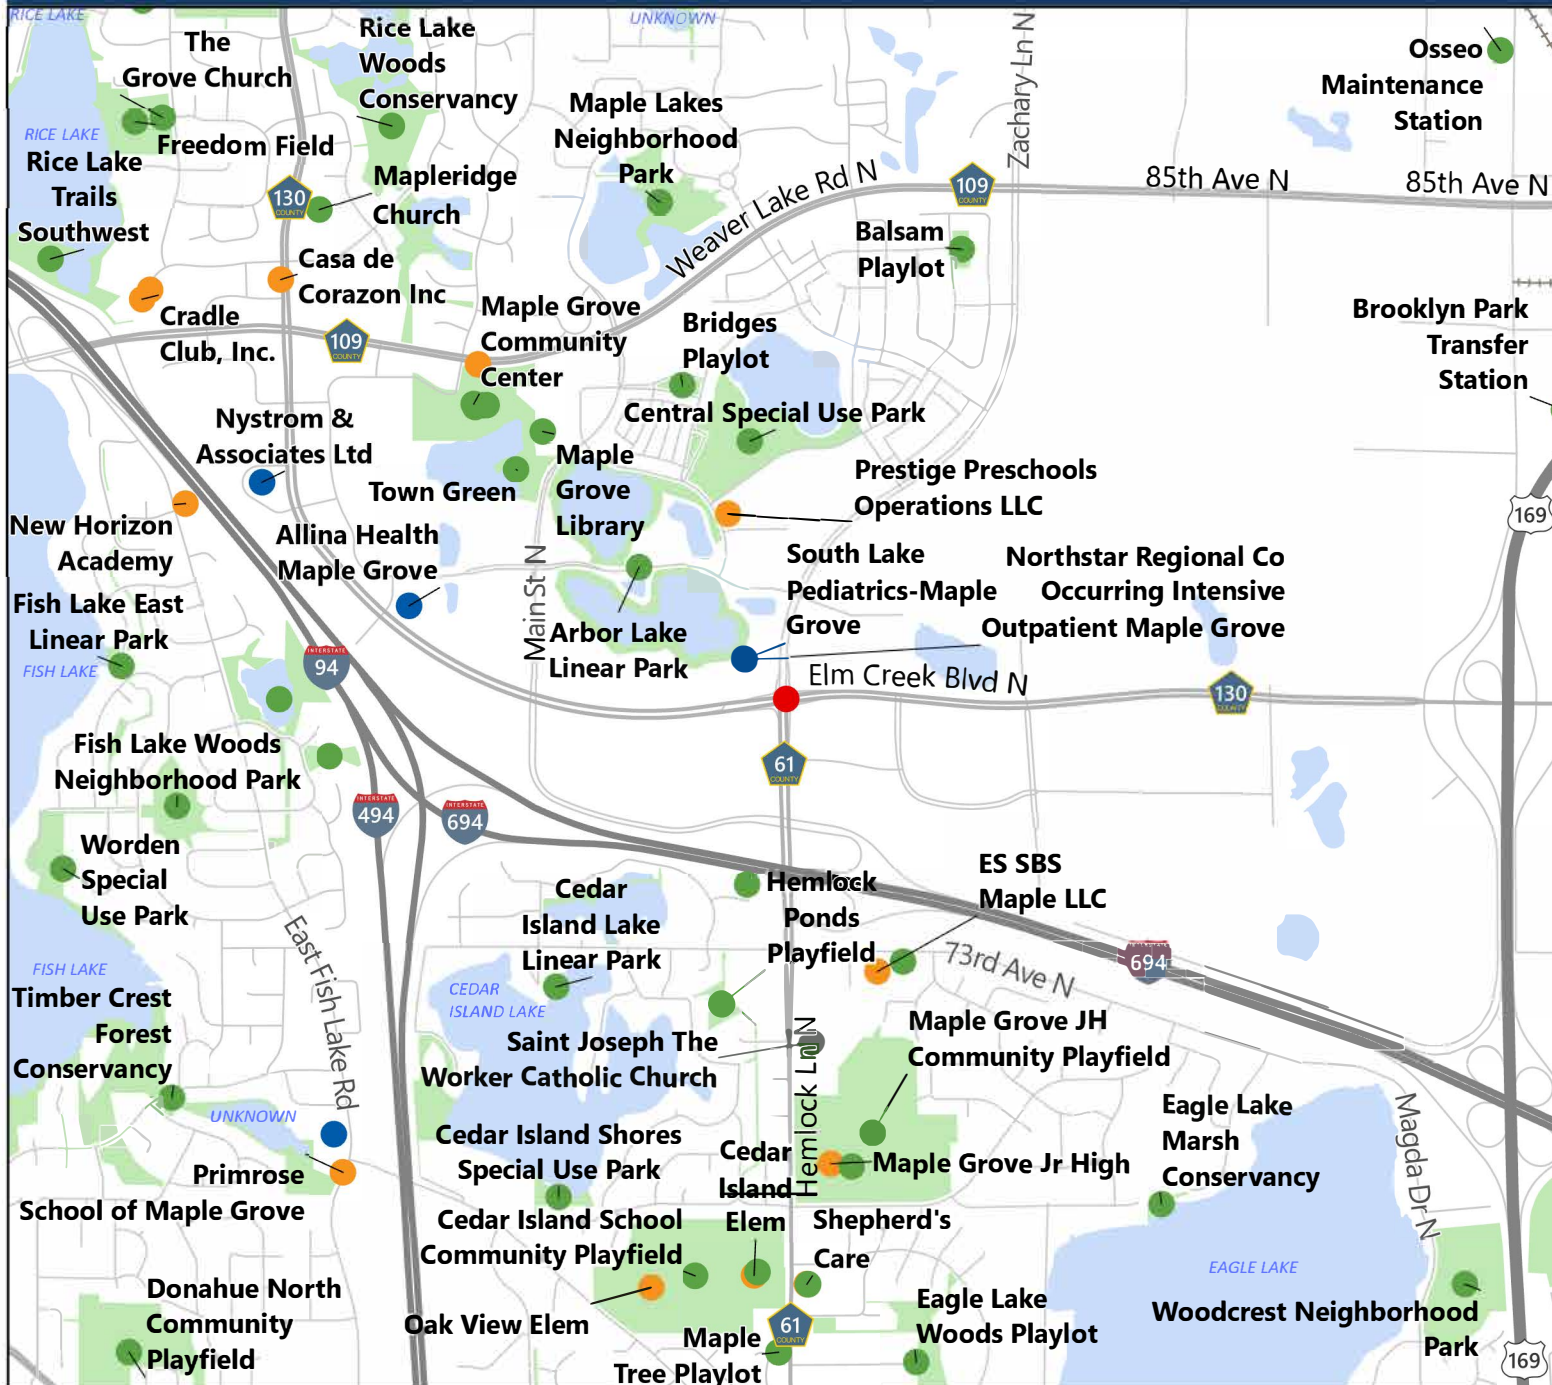 RICE LAKE
UNKNOWN
The
Grove Church
Rice Lake
Woods
Conservancy
Zachary Ln N
Osseo
Maintenance
Station
Maple Lakes
Neighborhood
Park
RICE LAKE
Freedom Field
Rice Lake
Trails
Southwest
Mapleridge
Church
130
COUNTY
Weaver Lake Rd N
109
COUNTY
85th Ave N
85th Ave N
Balsam
Playlot
Casa de
Corazon Inc
Cradle
Club, Inc.
109
COUNTY
Maple Grove
Community
Center
Bridges
Playlot
Brooklyn Park
Transfer
Station
Central Special Use Park
Nystrom &
Associates Ltd
Town Green
Maple
Grove
Library
Prestige Preschools
Operations LLC
169
New Horizon
Academy
Allina Health
Maple Grove
Main St N
South Lake
Pediatrics-Maple
Grove
Northstar Regional Co
Occurring Intensive
Outpatient Maple Grove
Fish Lake East
Linear Park
FISH LAKE
Arbor Lake
Linear Park
INTERSTATE
94
Elm Creek Blvd N
130
COUNTY
Fish Lake Woods
Neighborhood Park
61
COUNTY
INTERSTATE
494
INTERSTATE
694
Worden
Special
Use Park
Cedar
Island Lake
Linear Park
Hemlock
Ponds
Playfield
ES SBS
Maple LLC
East Fish Lake Rd
73rd Ave N
694
FISH LAKE
Timber Crest
Forest
Conservancy
CEDAR
ISLAND LAKE
Saint Joseph The
Worker Catholic Church
Hemlock Ln N
Maple Grove JH
Community Playfield
UNKNOWN
Cedar Island Shores
Special Use Park
Cedar
Island
Elem
Maple Grove Jr High
Eagle Lake
Marsh
Conservancy
Magda Dr N
Primrose
School of Maple Grove
Cedar Island School
Community Playfield
Shepherd's
Care
EAGLE LAKE
Donahue North
Community
Playfield
Oak View Elem
61
COUNTY
Maple
Tree Playlot
Eagle Lake
Woods Playlot
Woodcrest Neighborhood
Park
169